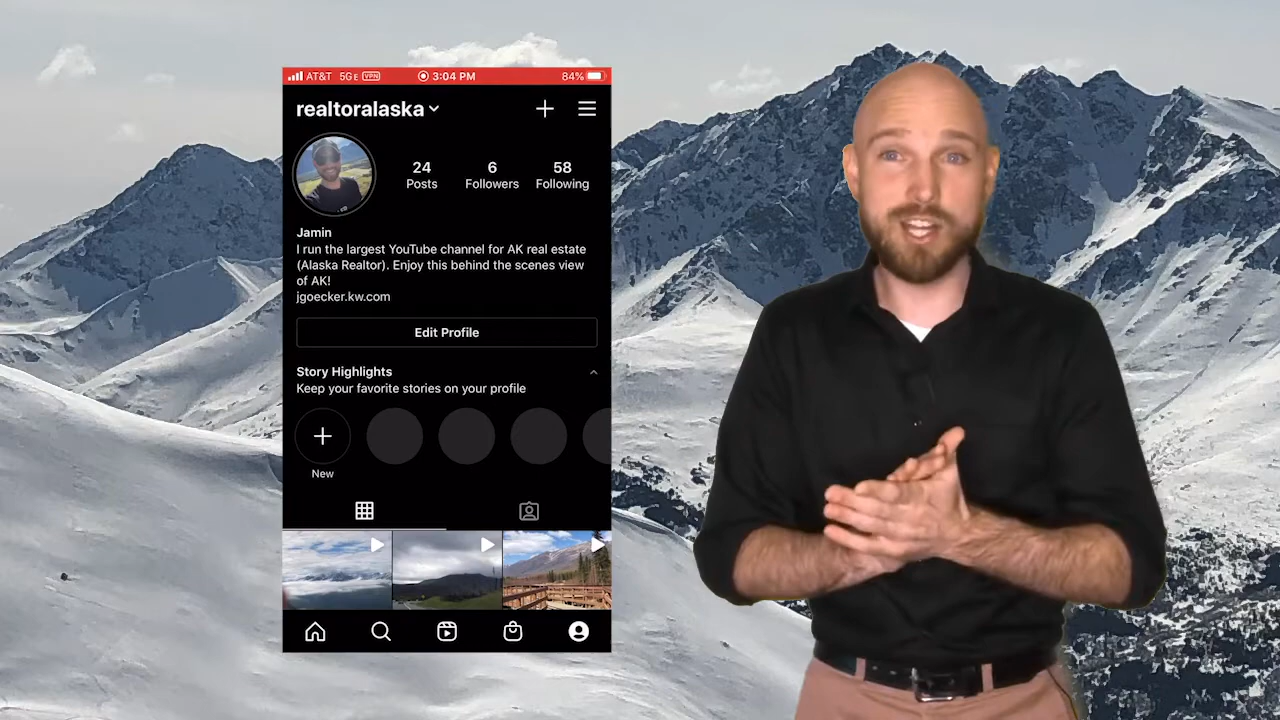 AT&T 5GE VPN 3:04 PM 84%
realtoralaska
24 6 58
Posts Followers Following
Jamin
I run the largest YouTube channel for AK real estate
(Alaska Realtor). Enjoy this behind the scenes view
of AK!
jgoecker.kw.com
Edit Profile
Story Highlights
Keep your favorite stories on your profile
New